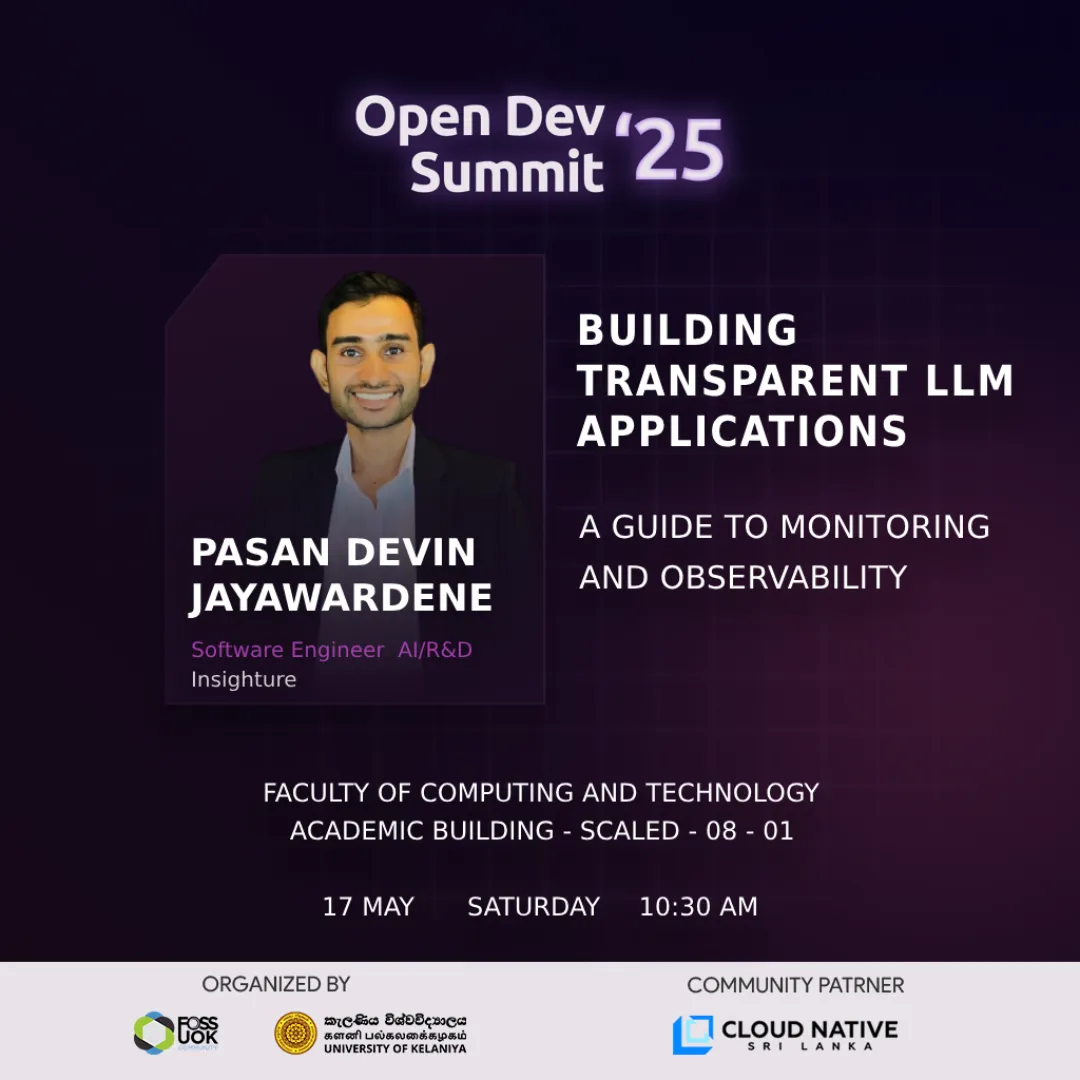 Open Dev
Summit
‘25
BUILDING
TRANSPARENT LLM
APPLICATIONS
A GUIDE TO MONITORING
AND OBSERVABILITY
PASAN DEVIN
JAYAWARDENE
Software Engineer AI/R&D
Insighture
FACULTY OF COMPUTING AND TECHNOLOGY
ACADEMIC BUILDING - SCALED - 08 - 01
17 MAY SATURDAY 10:30 AM
ORGANIZED BY
FOSS
UOK
COMMUNITY
කැලණිය විශ්වවිද්‍යාලය
களனி பல்கலைக்கழகம்
UNIVERSITY OF KELANIYA
COMMUNITY PATRNER
CLOUD NATIVE
SRI LANKA